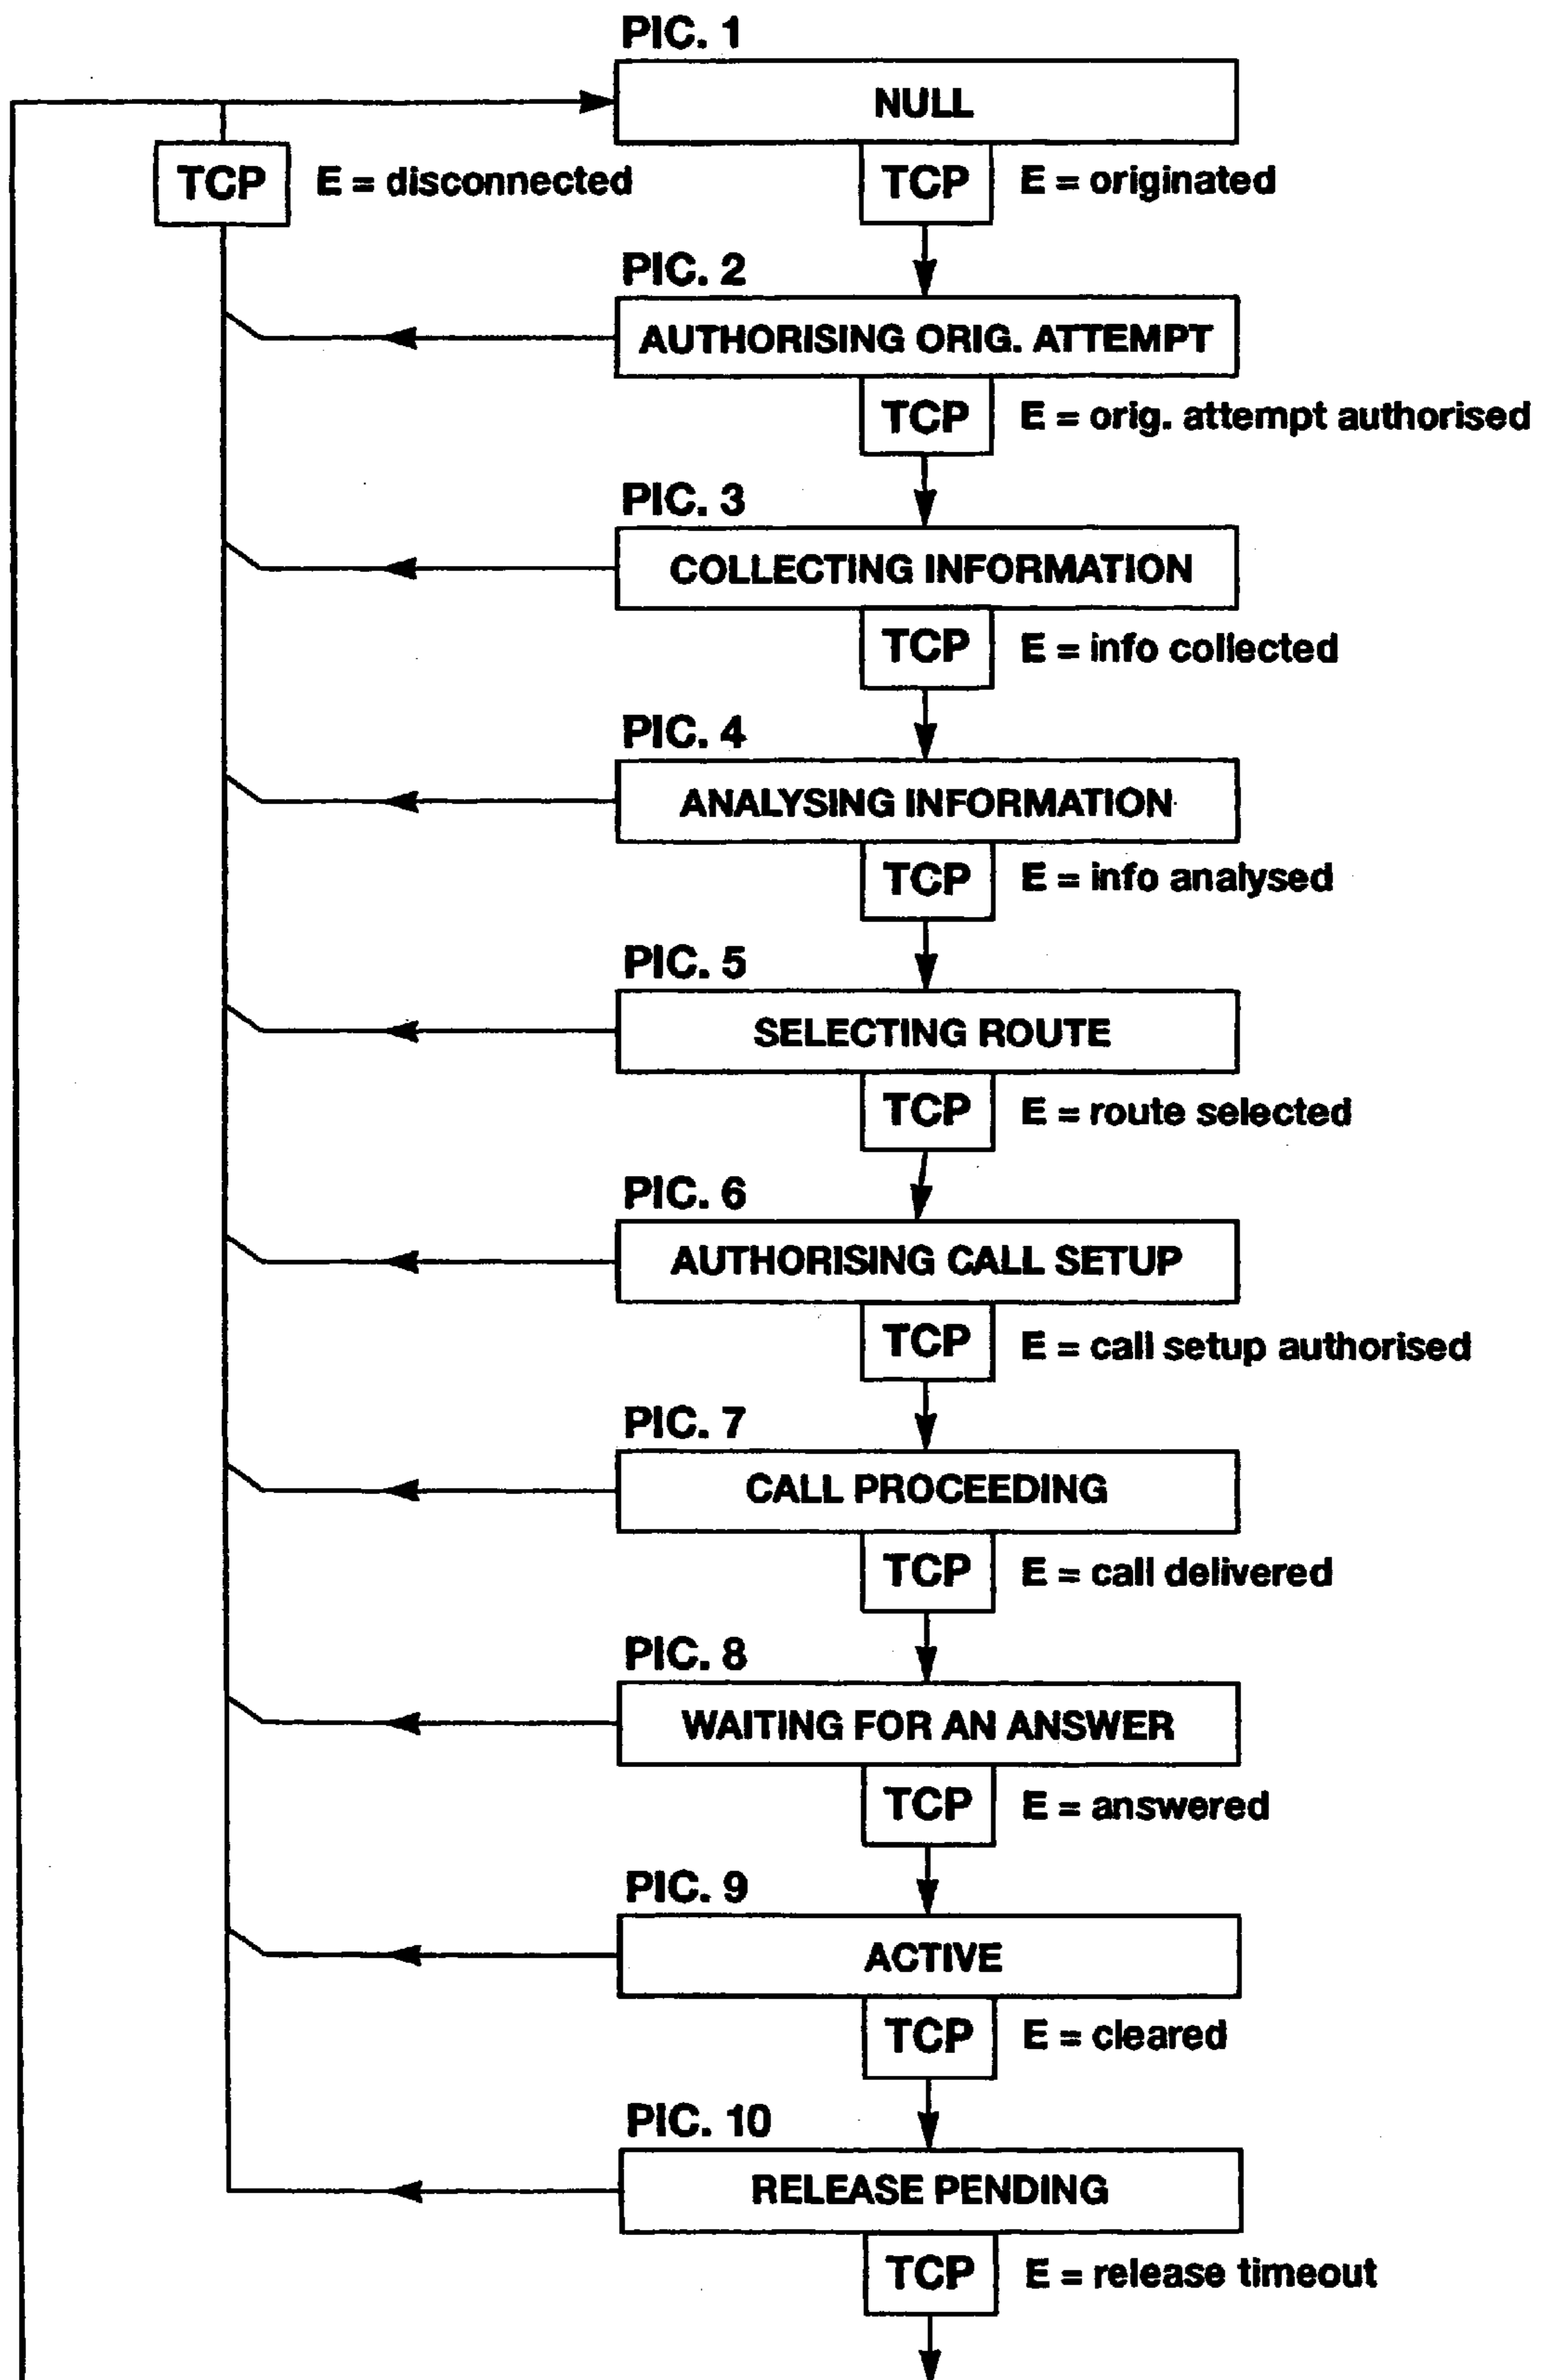 PIC. 1
NULL
TCP E = disconnected
TCP E = originated
PIC. 2
AUTHORISING ORIG. ATTEMPT
TCP E = orig. attempt authorised
PIC. 3
COLLECTING INFORMATION
TCP E = info collected
PIC. 4
ANALYSING INFORMATION
TCP E = info analysed
PIC. 5
SELECTING ROUTE
TCP E = route selected
PIC. 6
AUTHORISING CALL SETUP
TCP E = call setup authorised
PIC. 7
CALL PROCEEDING
TCP E = call delivered
PIC. 8
WAITING FOR AN ANSWER
TCP E = answered
PIC. 9
ACTIVE
TCP E = cleared
PIC. 10
RELEASE PENDING
TCP E = release timeout